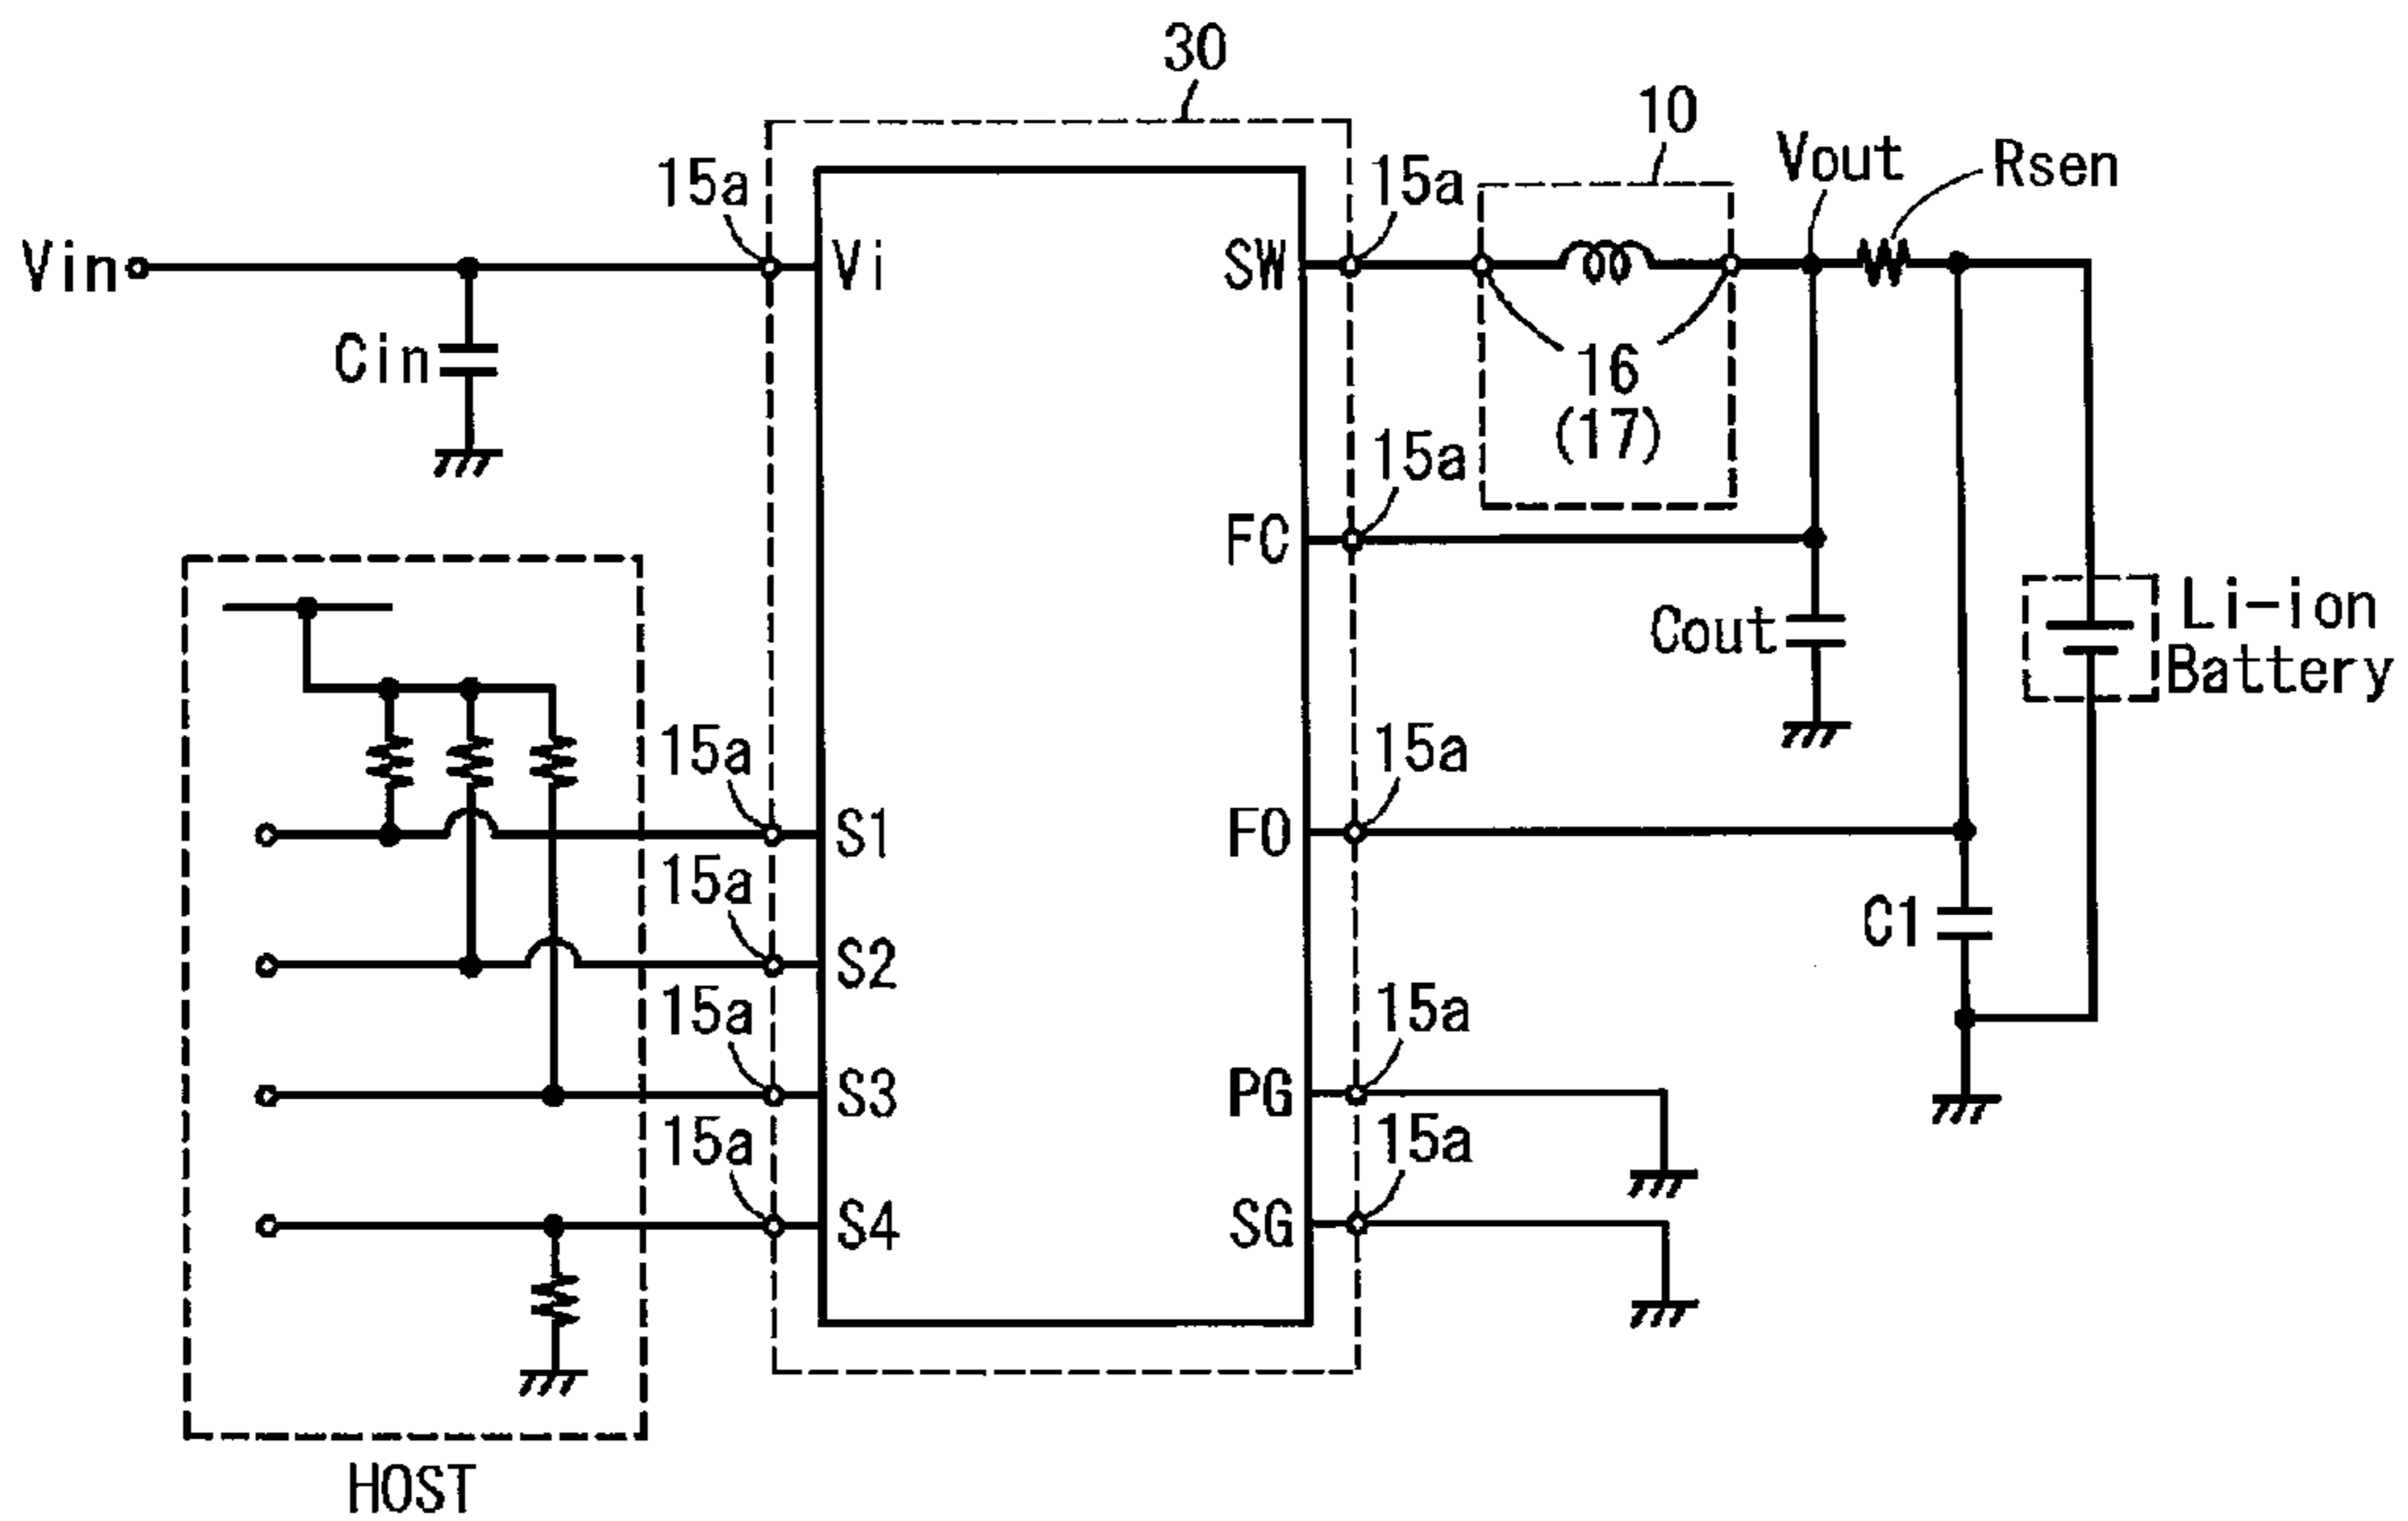 30
10
Vout
Rsen
15a
15a
Vin
Vi
SW
Cin
16
(17)
15a
FC
Cout
Li-ion
Battery
15a
15a
S1
FO
15a
C1
S2
15a
15a
S3
PG
15a
15a
S4
SG
HOST